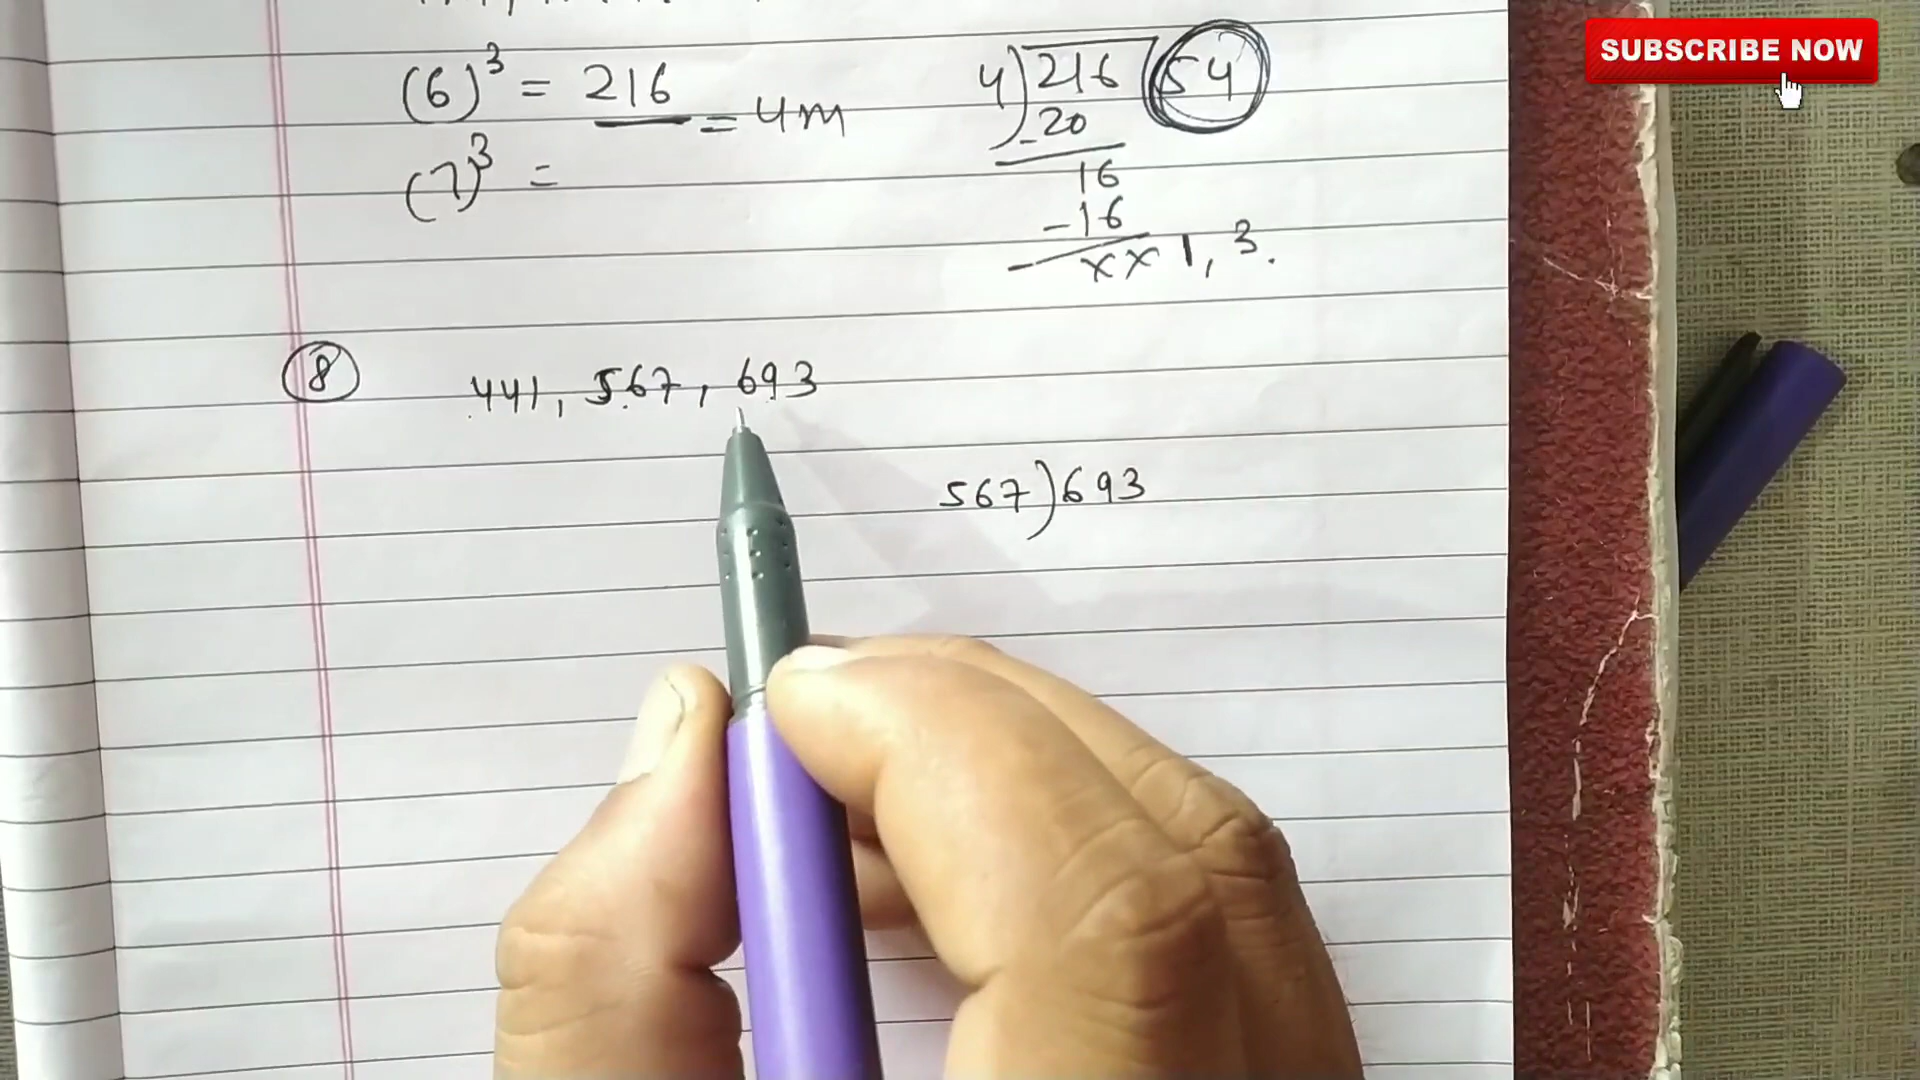 SUBSCRIBE NOW
(6)³ = 216 = 4m
(7)³ =
4)216(54
-20
16
-16
xx 1, 3.
8 441, 567, 693
567)693